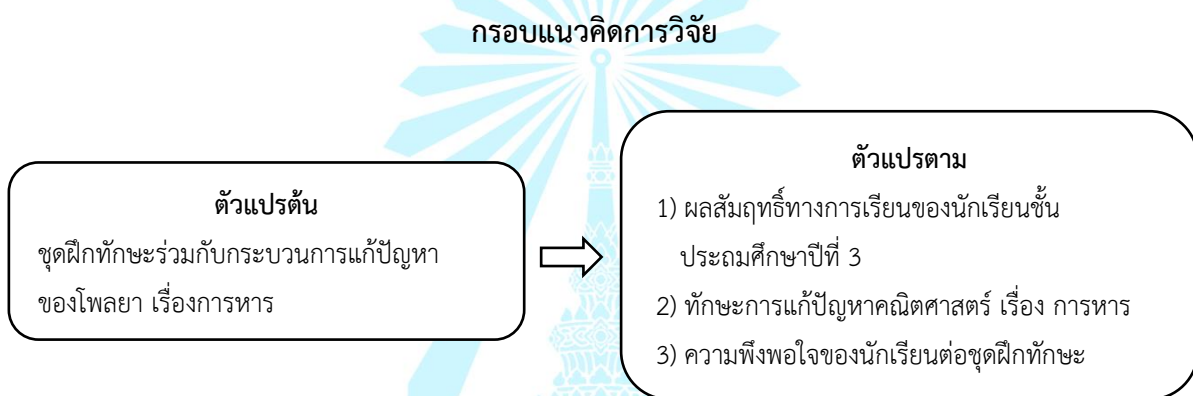 กรอบแนวคิดการวิจัย
ตัวแปรต้น
ชุดฝึกทักษะร่วมกับกระบวนการแก้ปัญหา
ของโพลยา เรื่องการหาร
ตัวแปรตาม
1) ผลสัมฤทธิ์ทางการเรียนของนักเรียนชั้น
ประถมศึกษาปีที่ 3
2) ทักษะการแก้ปัญหาคณิตศาสตร์ เรื่อง การหาร
3) ความพึงพอใจของนักเรียนต่อชุดฝึกทักษะ